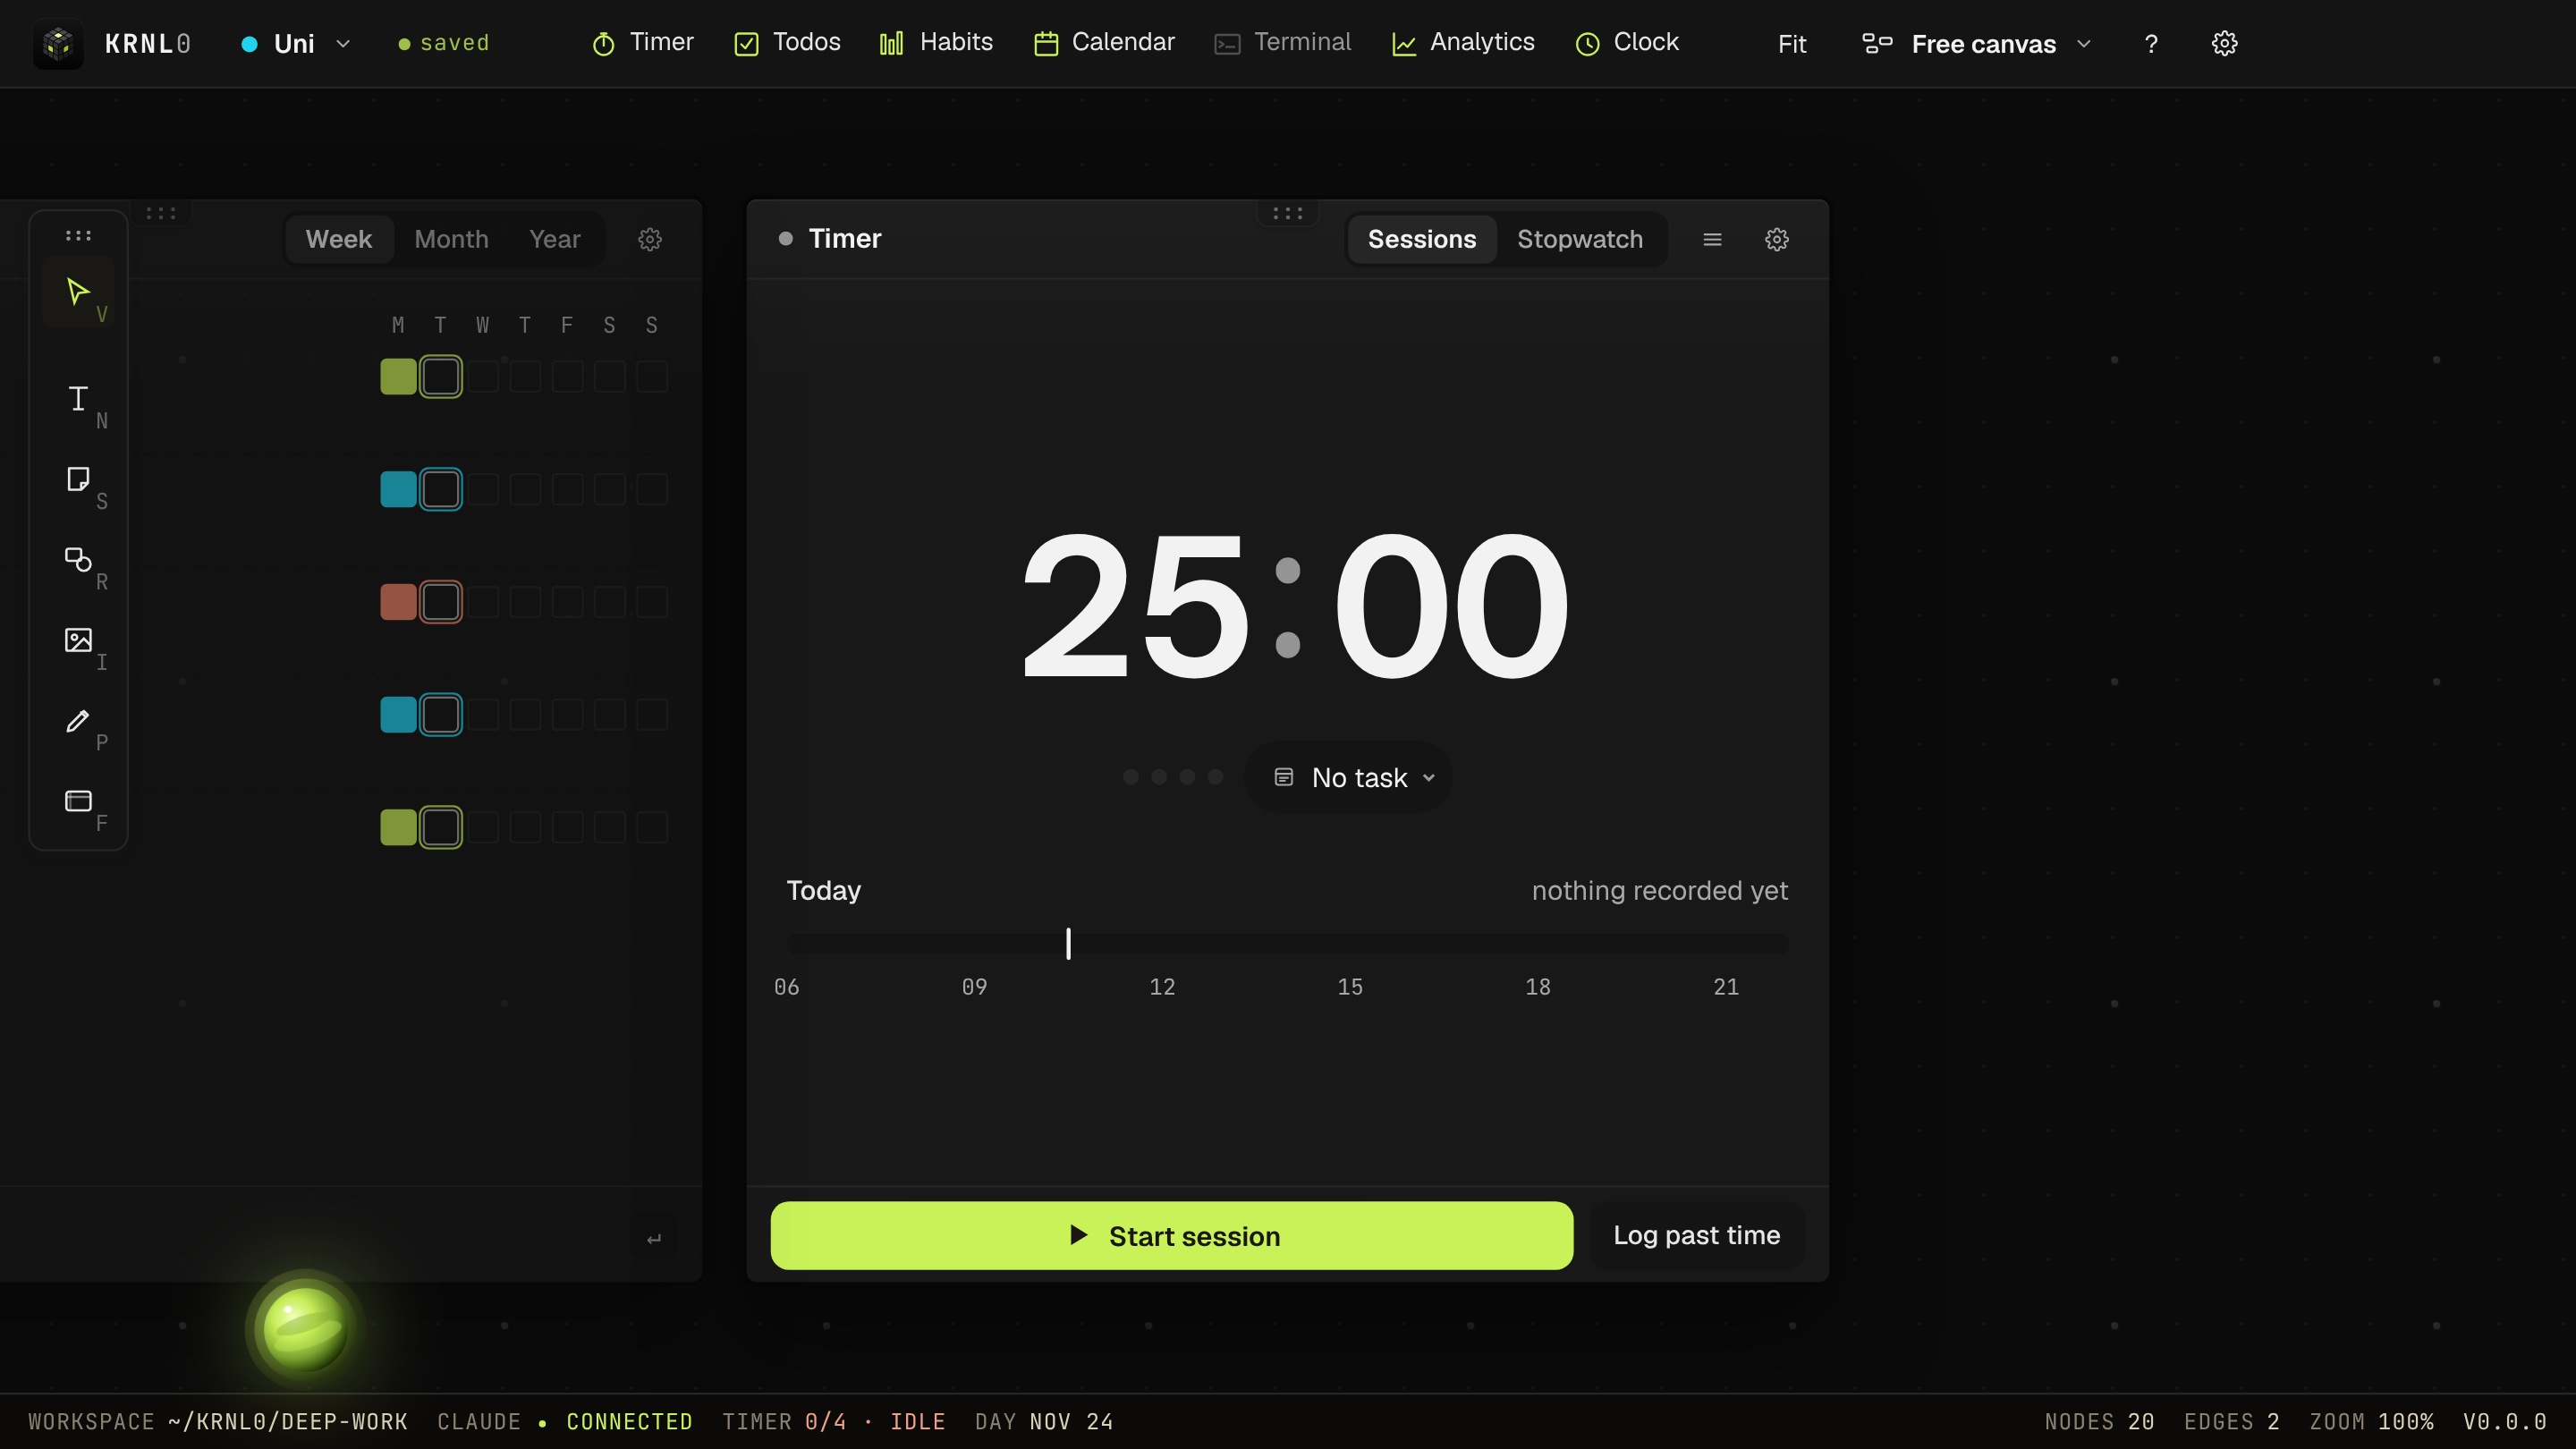 KRNL0 Uni saved Timer Todos Habits Calendar Terminal Analytics Clock Fit Free canvas ?
Week Month Year
V
N
S
R
I
P
F
M T W T F S S
Timer Sessions Stopwatch
25:00
No task
Today nothing recorded yet
06 09 12 15 18 21
Start session Log past time
WORKSPACE ~/KRNL0/DEEP-WORK CLAUDE • CONNECTED TIMER 0/4 · IDLE DAY NOV 24 NODES 20 EDGES 2 ZOOM 100% V0.0.0